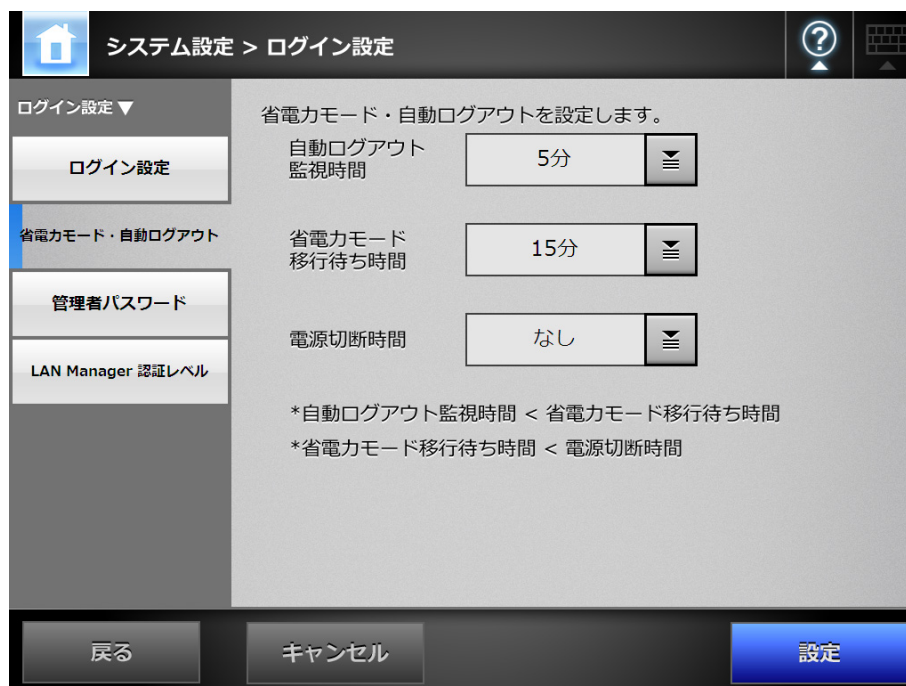 システム設定 > ログイン設定
ログイン設定▼
ログイン設定
省電力モード・自動ログアウト
管理者パスワード
LAN Manager 認証レベル
省電力モード・自動ログアウトを設定します。
自動ログアウト
監視時間
5分
省電力モード
移行待ち時間
15分
電源切断時間
なし
*自動ログアウト監視時間 < 省電力モード移行待ち時間
*省電力モード移行待ち時間 < 電源切断時間
戻る
キャンセル
設定